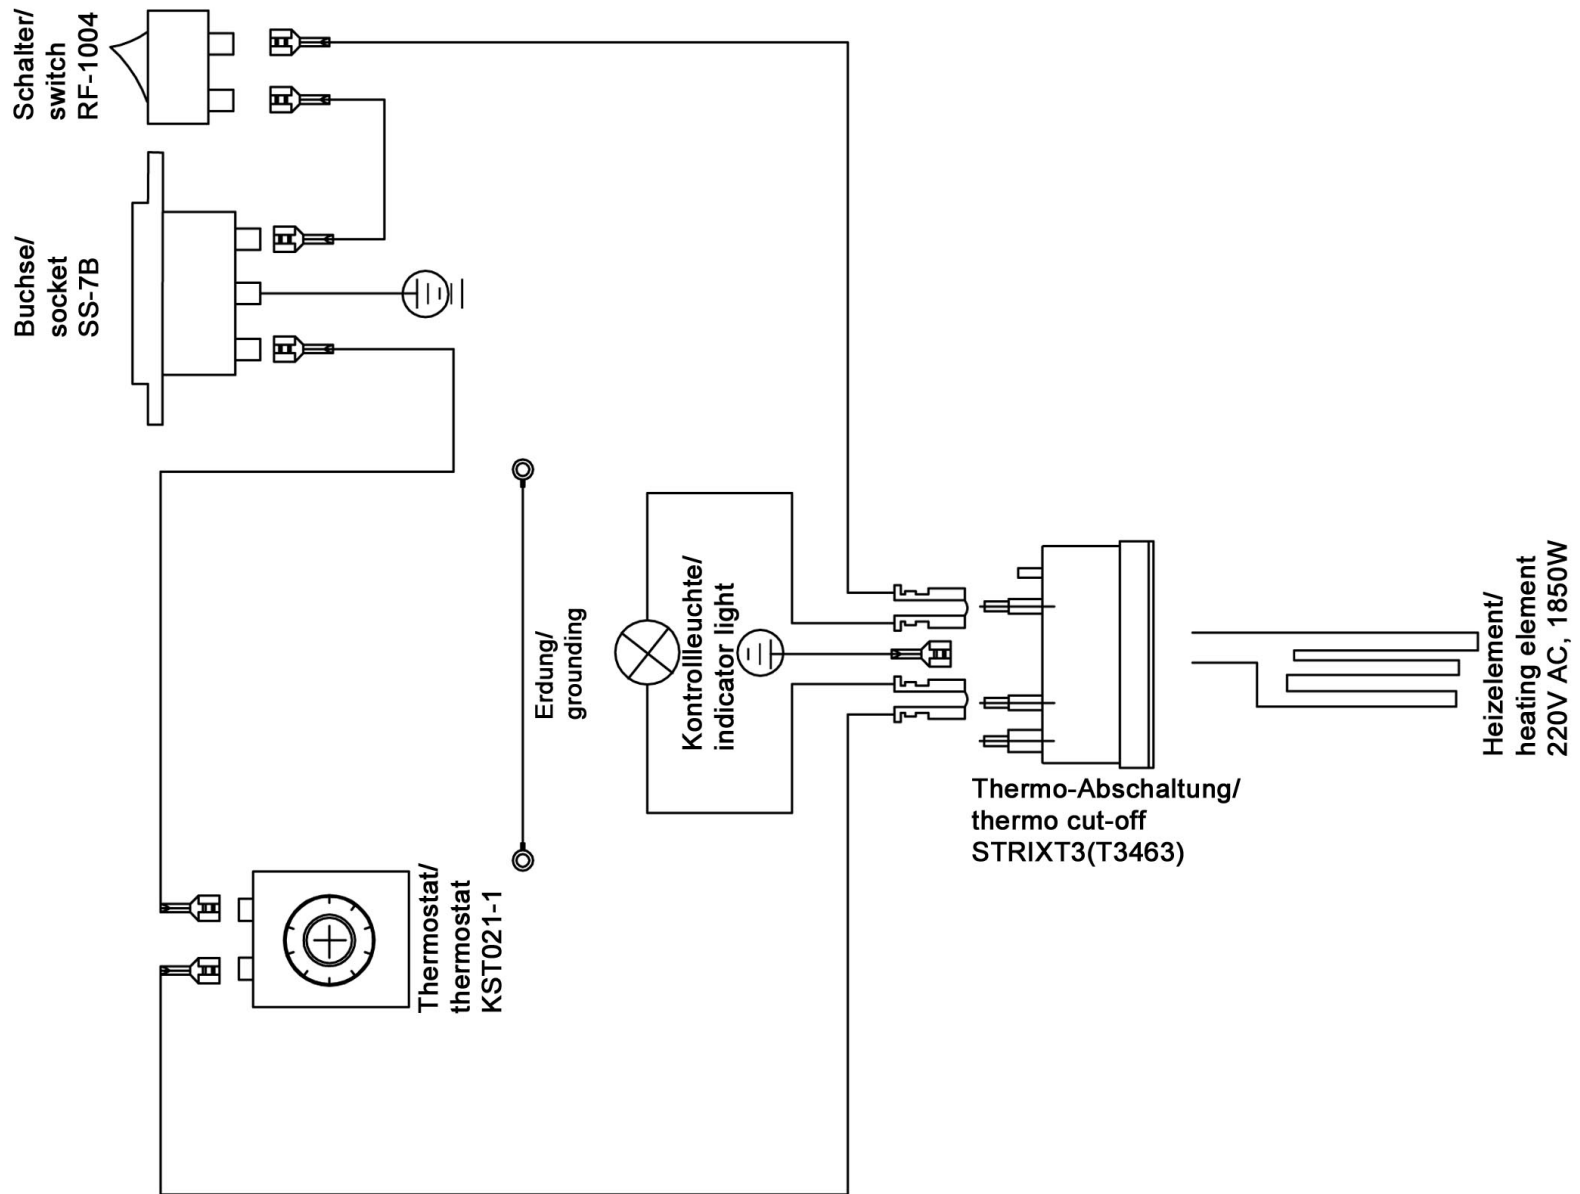 Schalter/
switch
RF-1004
Buchse/
socket
SS-7B
Erdung/
grounding
Kontrollleuchte/
indicator light
Thermostat/
thermostat
KST021-1
Thermo-Abschaltung/
thermo cut-off
STRIXT3(T3463)
Heizelement/
heating element
220V AC, 1850W